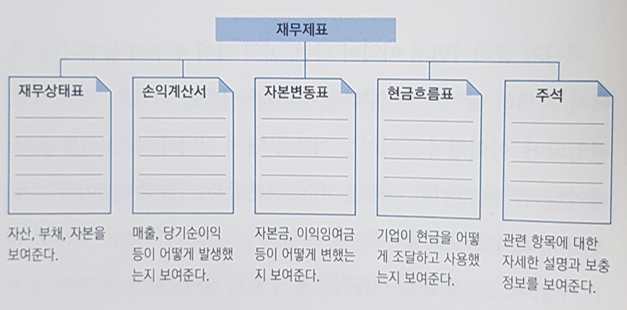 재무제표
재무상태표
손익계산서
자본변동표
현금흐름표
주석
자산, 부채, 자본을
보여준다.
매출, 당기순이익
등이 어떻게 발생했
는지 보여준다.
자본금, 이익잉여금
등이 어떻게 변했는
지 보여준다.
기업이 현금을 어떻
게 조달하고 사용했
는지 보여준다.
관련 항목에 대한
자세한 설명과 보충
정보를 보여준다.